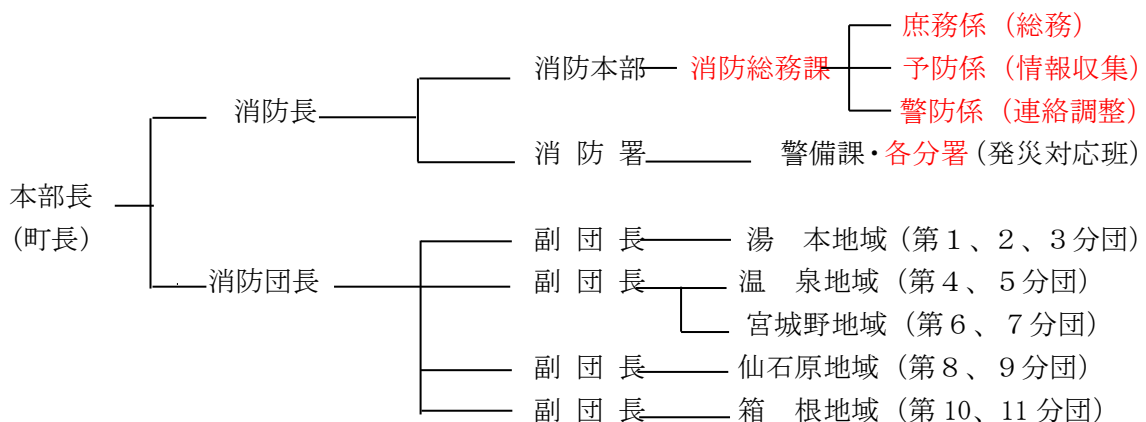 庶務係（総務）
消防本部 消防総務課 予防係（情報収集）
消防長
警防係（連絡調整）
消 防 署 警備課・各分署（発災対応班）
本部長
（町長）
副 団 長 湯　本地域（第１、２、３分団）
消防団長 副 団 長 温　泉地域（第４、５分団）
宮城野地域（第６、７分団）
副 団 長 仙石原地域（第８、９分団）
副 団 長 箱　根地域（第 10、11 分団）